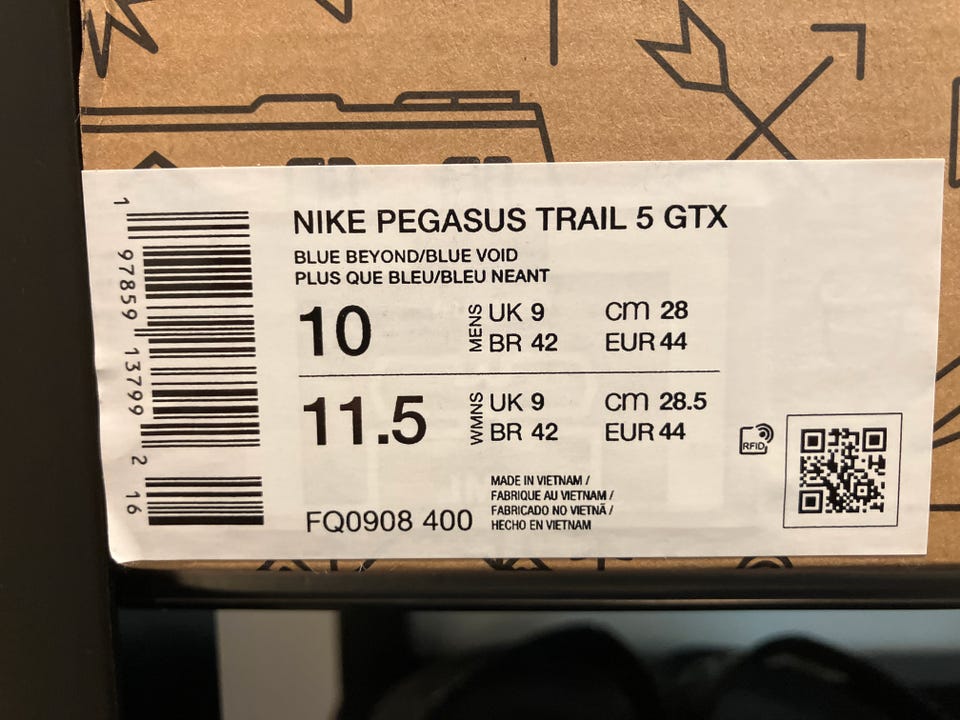 NIKE PEGASUS TRAIL 5 GTX
BLUE BEYOND/BLUE VOID
PLUS QUE BLEU/BLEU NEANT
10 MENS UK 9 cm 28
BR 42 EUR 44
11.5 WMNS UK 9 cm 28.5
BR 42 EUR 44
FQ0908 400
MADE IN VIETNAM /
FABRIQUE AU VIETNAM /
FABRICADO NO VIETNÃ /
HECHO EN VIETNAM
RFID
1 97859 13799 2 16